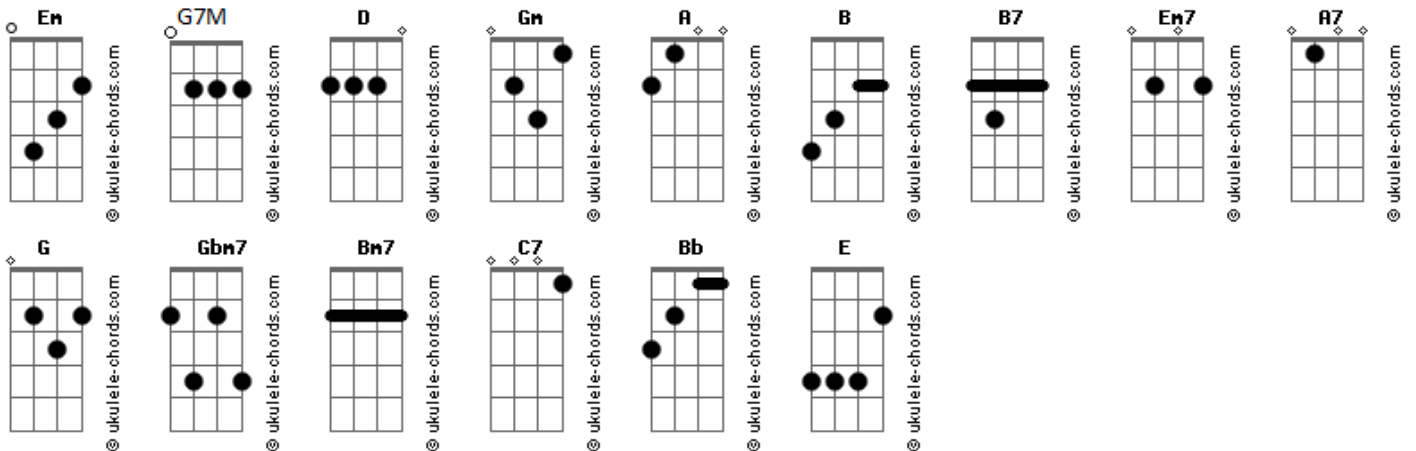 Em G7M D Gm A B B7 Em7 A7
© ukulele-chords.com © ukulele-chords.com © ukulele-chords.com © ukulele-chords.com © ukulele-chords.com © ukulele-chords.com © ukulele-chords.com © ukulele-chords.com © ukulele-chords.com
G Gbm7 Bm7 C7 Bb E
© ukulele-chords.com © ukulele-chords.com © ukulele-chords.com © ukulele-chords.com © ukulele-chords.com © ukulele-chords.com